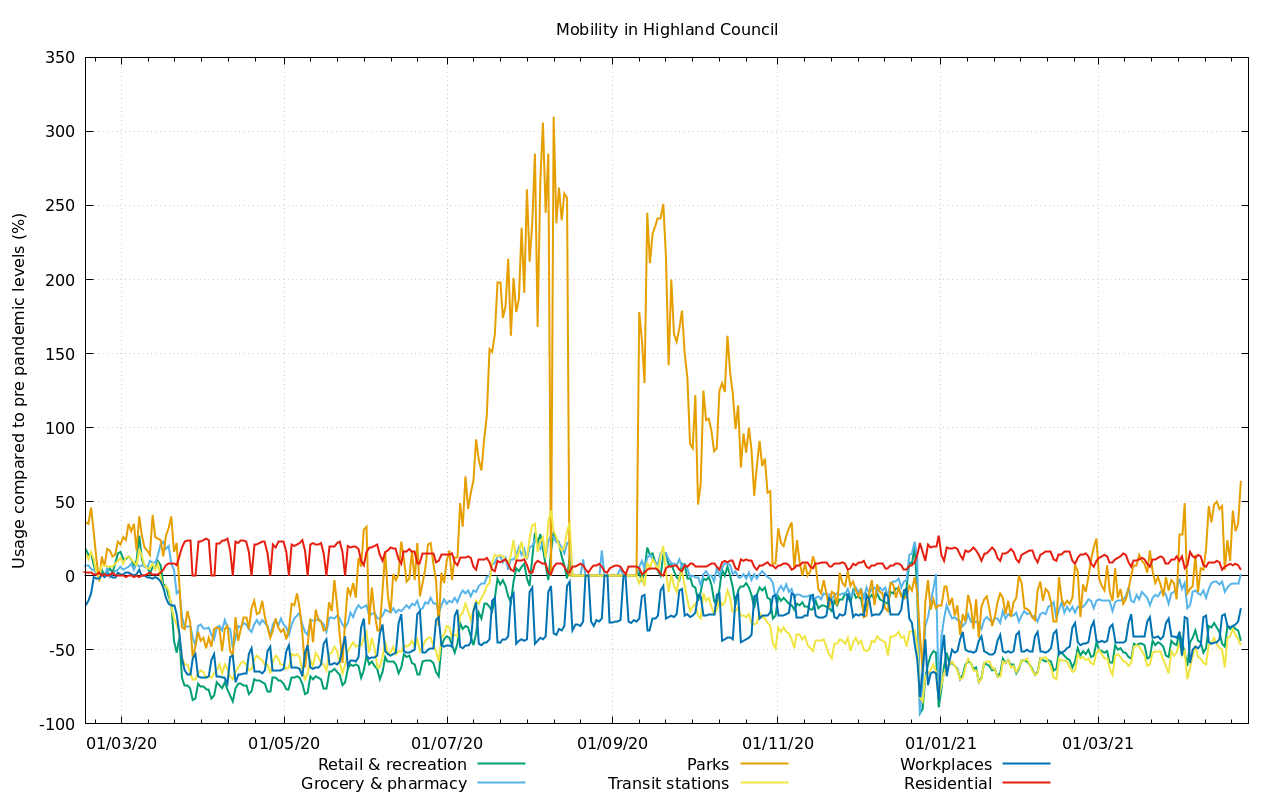 Mobility in Highland Council
Usage compared to pre pandemic levels (%)
350
300
250
200
150
100
50
0
-50
-100
01/03/20 01/05/20 01/07/20 01/09/20 01/11/20 01/01/21 01/03/21
Retail & recreation Parks Workplaces
Grocery & pharmacy Transit stations Residential